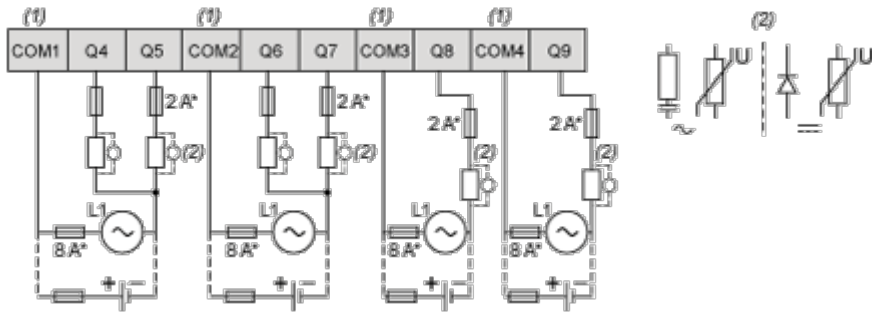 (1) (1) (1) (1) (2)
COM1 Q4 Q5 COM2 Q6 Q7 COM3 Q8 COM4 Q9
U U
2 A* 2 A*
2 A* 2 A*
(2) (2)
(2) (2)
L1 L1 L1 L1
8 A* 8 A* 8 A* 8 A*
+ − + − + − + −